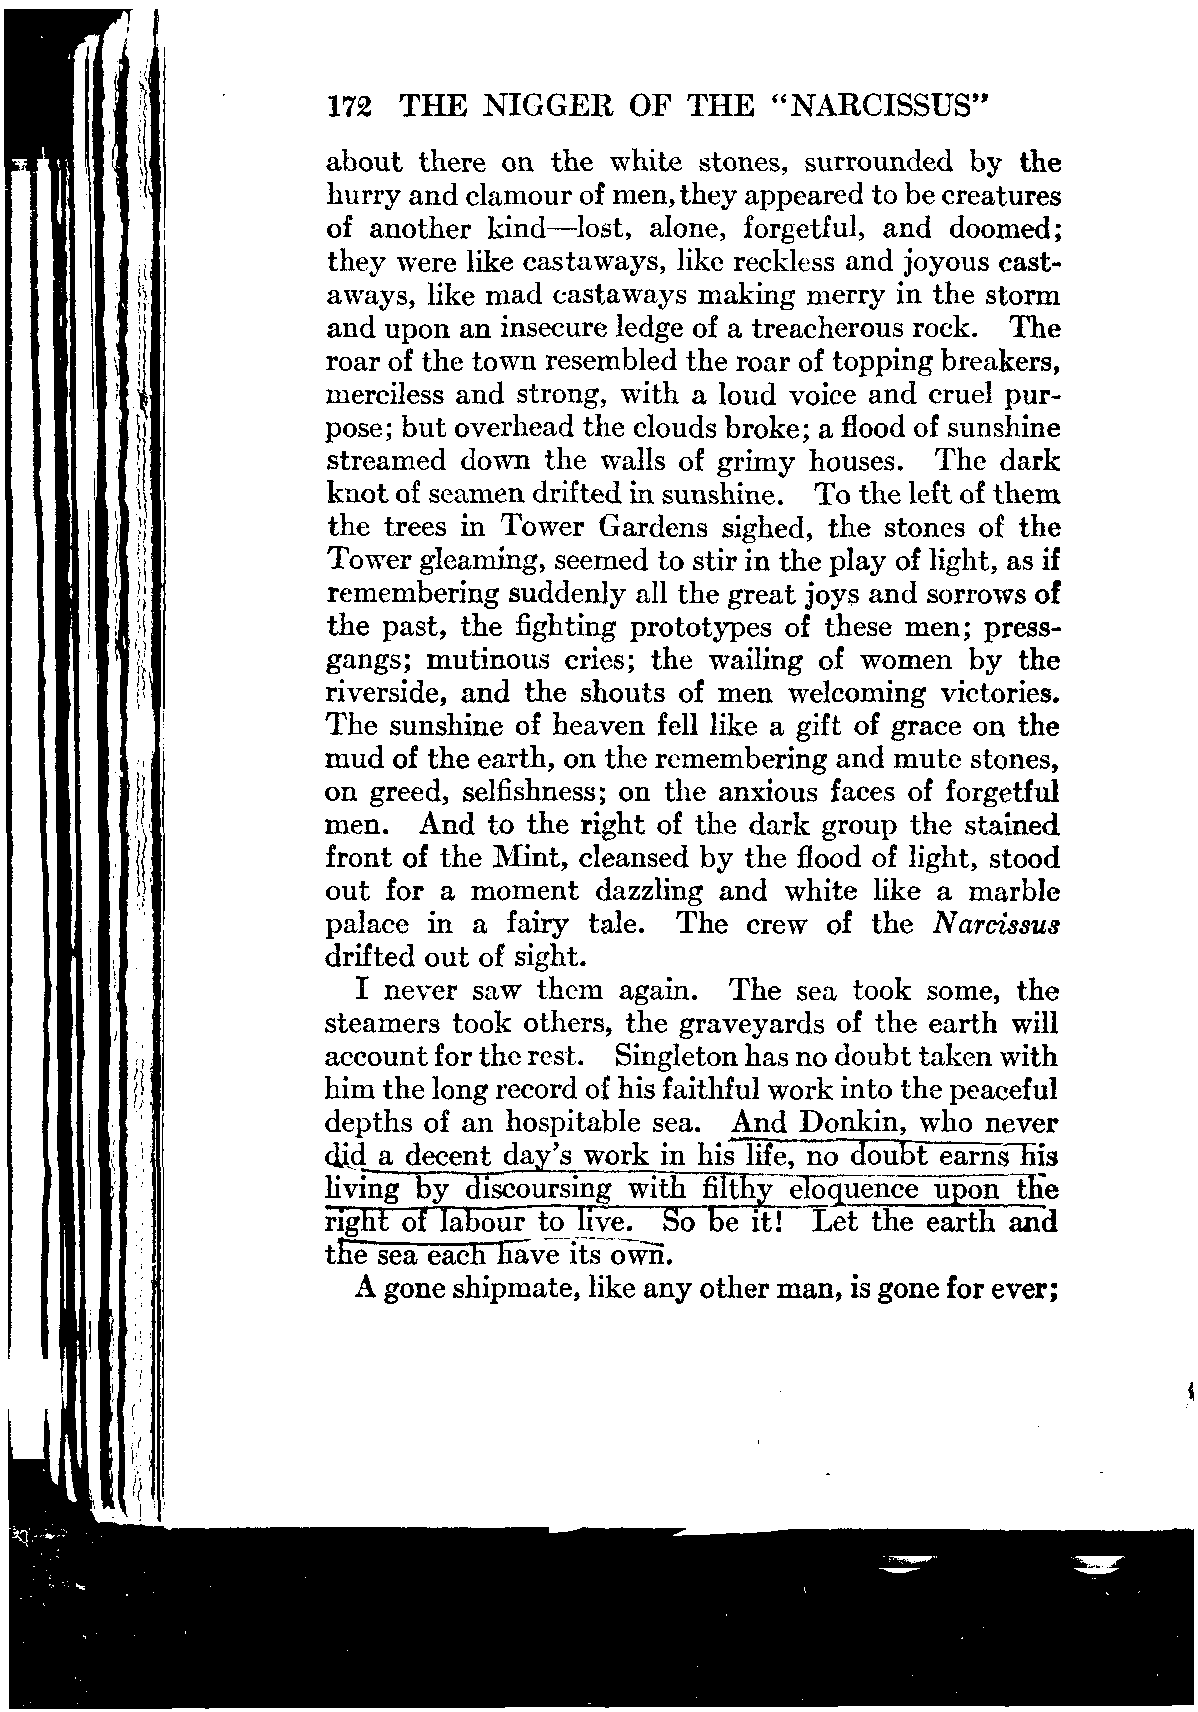 172 THE NIGGER OF THE “NARCISSUS”
about there on the white stones, surrounded by the
hurry and clamour of men, they appeared to be creatures
of another kind—lost, alone, forgetful, and doomed;
they were like castaways, like reckless and joyous cast-
aways, like mad castaways making merry in the storm
and upon an insecure ledge of a treacherous rock. The
roar of the town resembled the roar of topping breakers,
merciless and strong, with a loud voice and cruel pur-
pose; but overhead the clouds broke; a flood of sunshine
streamed down the walls of grimy houses. The dark
knot of seamen drifted in sunshine. To the left of them
the trees in Tower Gardens sighed, the stones of the
Tower gleaming, seemed to stir in the play of light, as if
remembering suddenly all the great joys and sorrows of
the past, the fighting prototypes of these men; press-
gangs; mutinous cries; the wailing of women by the
riverside, and the shouts of men welcoming victories.
The sunshine of heaven fell like a gift of grace on the
mud of the earth, on the remembering and mute stones,
on greed, selfishness; on the anxious faces of forgetful
men. And to the right of the dark group the stained
front of the Mint, cleansed by the flood of light, stood
out for a moment dazzling and white like a marble
palace in a fairy tale. The crew of the Narcissus
drifted out of sight.
I never saw them again. The sea took some, the
steamers took others, the graveyards of the earth will
account for the rest. Singleton has no doubt taken with
him the long record of his faithful work into the peaceful
depths of an hospitable sea. And Donkin, who never
did a decent day’s work in his life, no doubt earns his
living by discoursing with filthy eloquence upon the
right of labour to live. So be it! Let the earth and
the sea each have its own.
A gone shipmate, like any other man, is gone for ever;